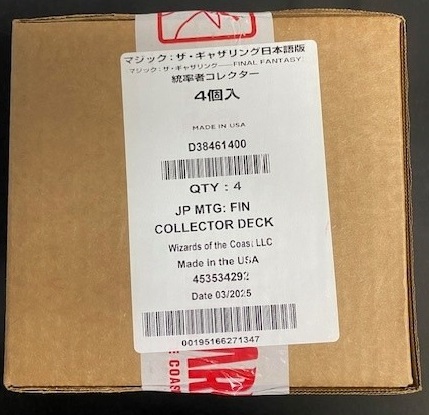 マジック：ザ・ギャザリング日本語版
マジック：ザ・ギャザリング——FINAL FANTASY
統率者コレクター
4個入
MADE IN USA
D38461400
QTY : 4
JP MTG: FIN
COLLECTOR DECK
Wizards of the Coast LLC
Made in the USA
453534292
Date 03/2025
00195166271347
COAS